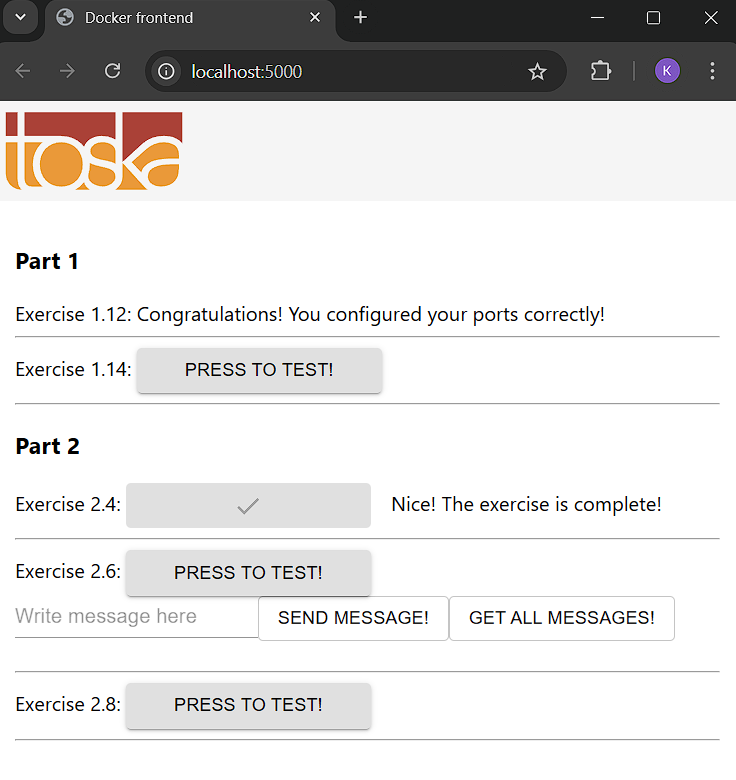 Docker frontend
localhost:5000
K
toska
Part 1
Exercise 1.12: Congratulations! You configured your ports correctly!
Exercise 1.14: PRESS TO TEST!
Part 2
Exercise 2.4: Nice! The exercise is complete!
Exercise 2.6: PRESS TO TEST!
Write message here SEND MESSAGE! GET ALL MESSAGES!
Exercise 2.8: PRESS TO TEST!